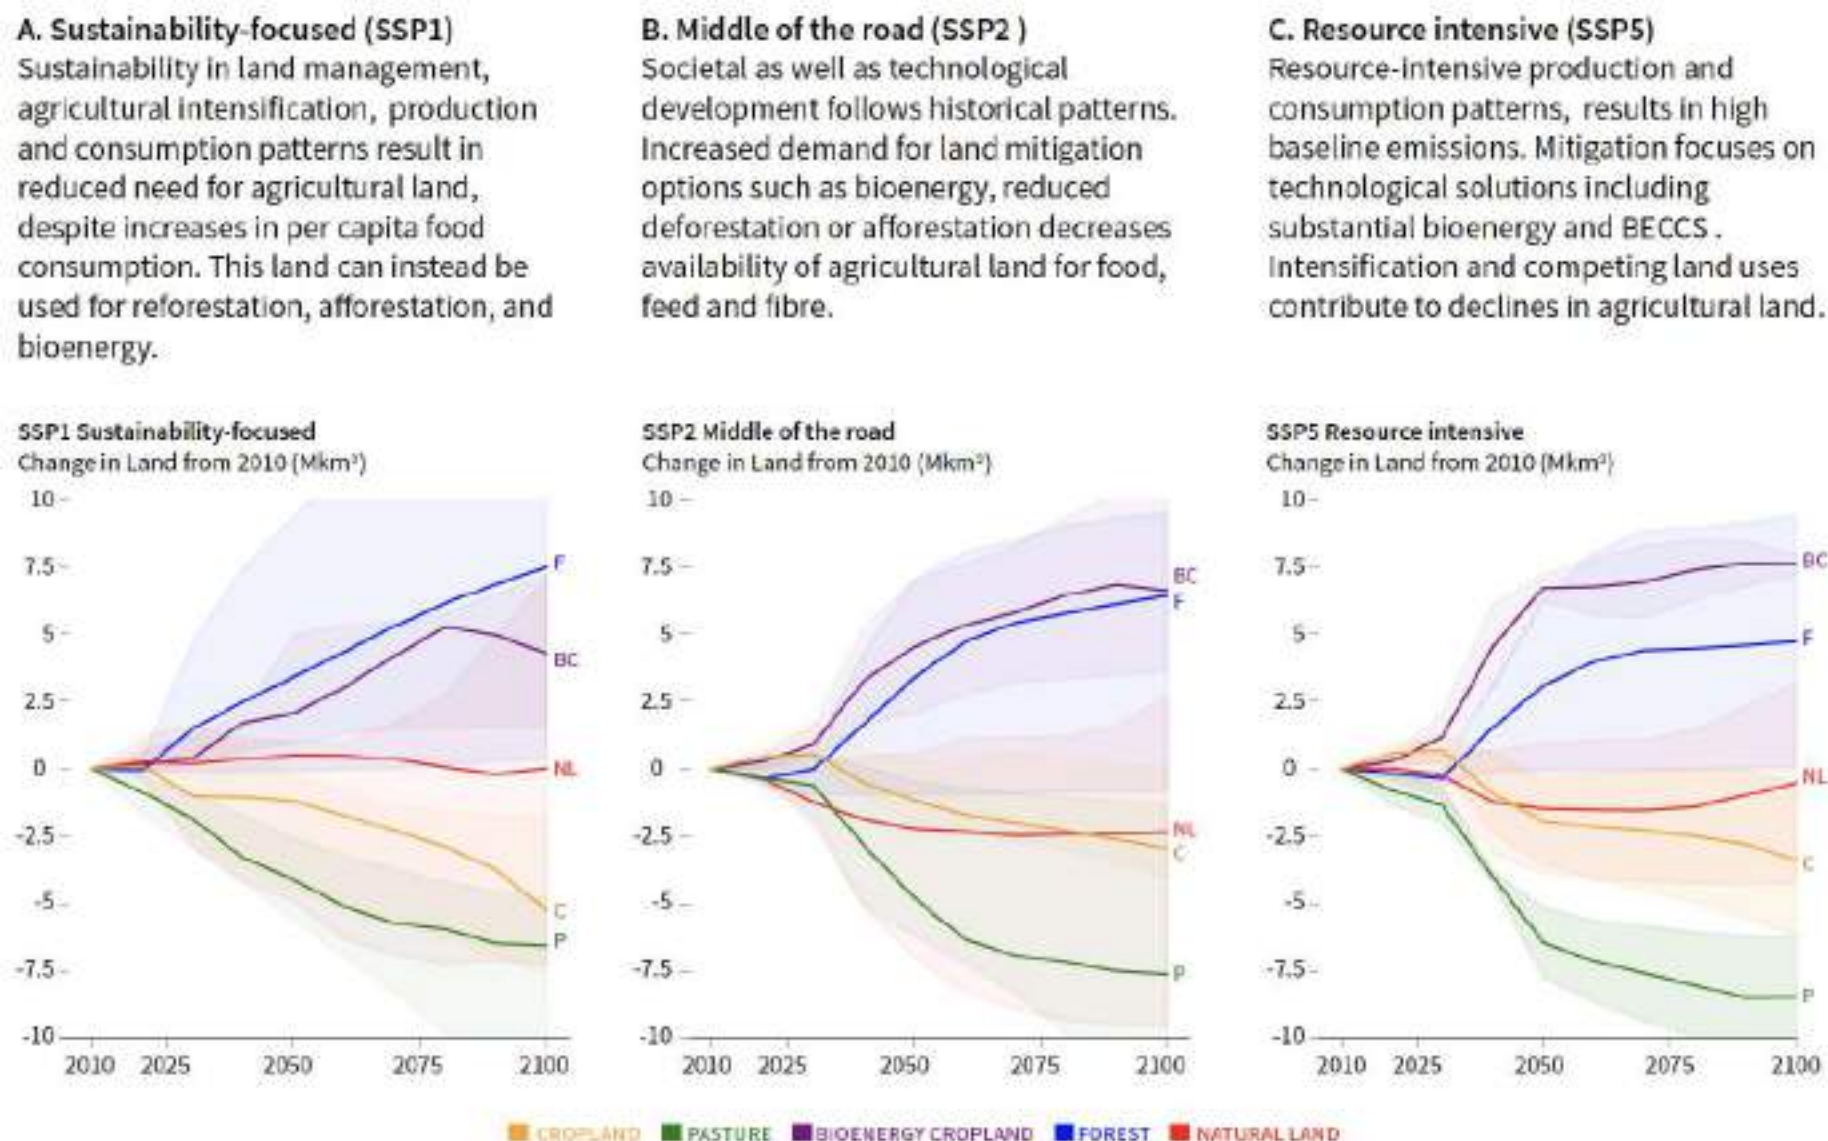 A. Sustainability-focused (SSP1)
Sustainability in land management,
agricultural intensification, production
and consumption patterns result in
reduced need for agricultural land,
despite increases in per capita food
consumption. This land can instead be
used for reforestation, afforestation, and
bioenergy.
B. Middle of the road (SSP2 )
Societal as well as technological
development follows historical patterns.
Increased demand for land mitigation
options such as bioenergy, reduced
deforestation or afforestation decreases
availability of agricultural land for food,
feed and fibre.
C. Resource intensive (SSP5)
Resource-intensive production and
consumption patterns, results in high
baseline emissions. Mitigation focuses on
technological solutions including
substantial bioenergy and BECCS .
Intensification and competing land uses
contribute to declines in agricultural land.
SSP1 Sustainability-focused
Change in Land from 2010 (Mkm²)
10
7.5
5
2.5
0
-2.5
-5
-7.5
-10
F
BC
NL
C
P
2010 2025 2050 2075 2100
SSP2 Middle of the road
Change in Land from 2010 (Mkm²)
10
7.5
5
2.5
0
-2.5
-5
-7.5
-10
BC
F
NL
C
P
2010 2025 2050 2075 2100
SSP5 Resource intensive
Change in Land from 2010 (Mkm²)
10
7.5
5
2.5
0
-2.5
-5
-7.5
-10
BC
F
NL
C
P
2010 2025 2050 2075 2100
CROPLAND PASTURE BIOENERGY CROPLAND FOREST NATURAL LAND